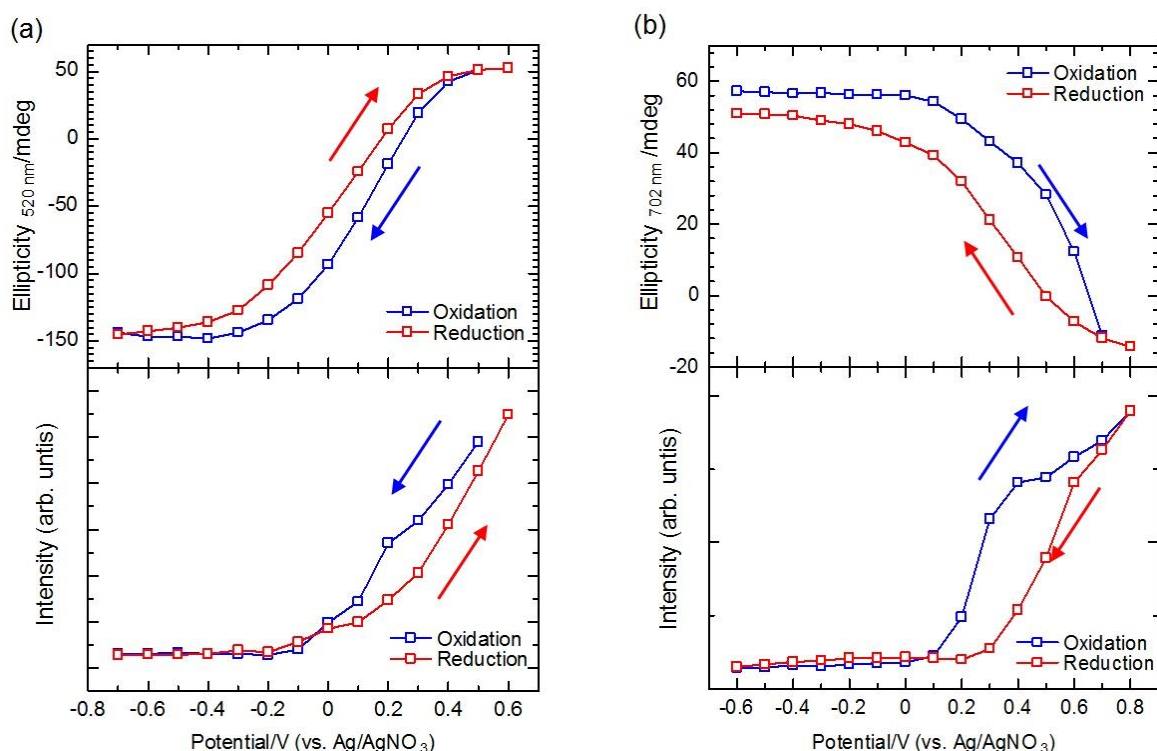 (a)
50
0
-50
-100
-150
Ellipticity 520 nm/mdeg
Oxidation
Reduction
Intensity (arb. untis)
Oxidation
Reduction
-0.8 -0.6 -0.4 -0.2 0 0.2 0.4 0.6
Potential/V (vs. Ag/AgNO3)
(b)
60
40
20
0
-20
Ellipticity 702 nm /mdeg
Oxidation
Reduction
Intensity (arb. untis)
Oxidation
Reduction
-0.6 -0.4 -0.2 0 0.2 0.4 0.6 0.8
Potential/V (vs. Ag/AgNO3)